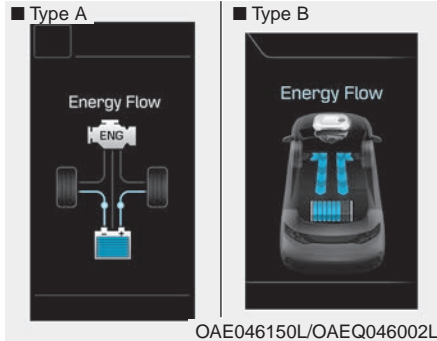 ■ Type A
■ Type B
Energy Flow
Energy Flow
ENG
- +
OAE046150L/OAEQ046002L